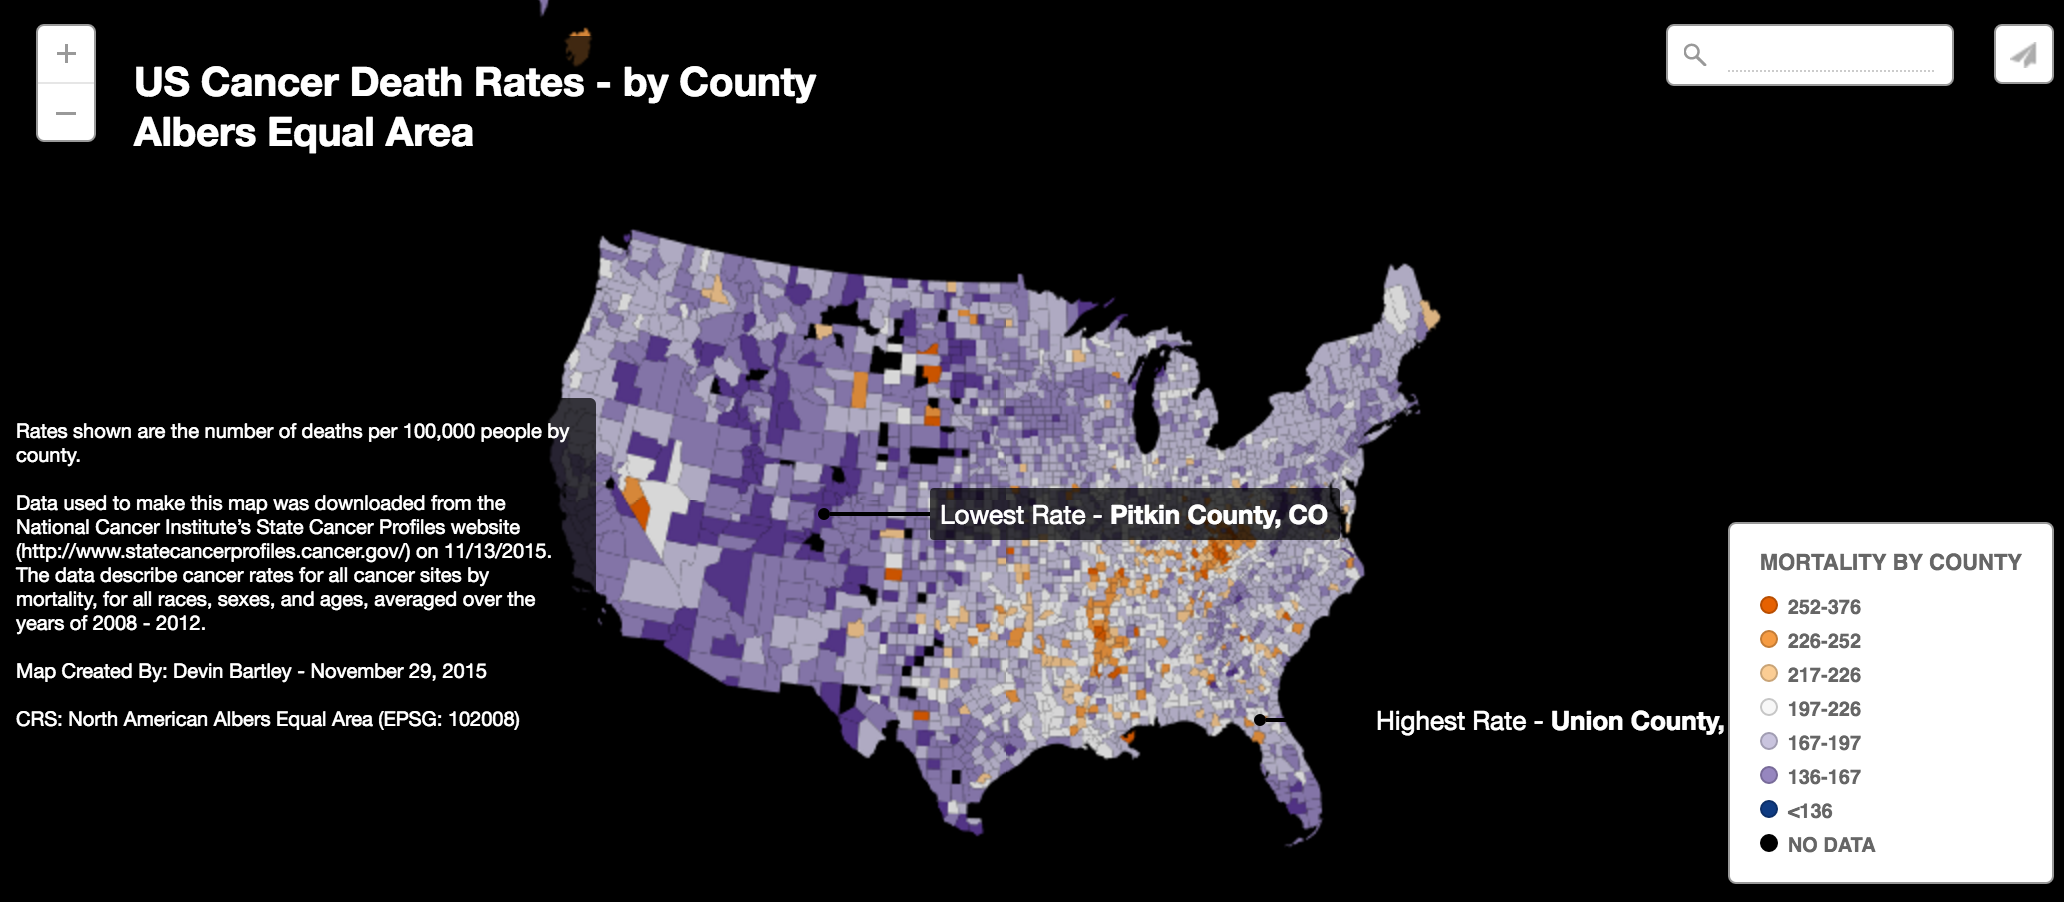 +
−
US Cancer Death Rates - by County
Albers Equal Area
Rates shown are the number of deaths per 100,000 people by
county.
Data used to make this map was downloaded from the
National Cancer Institute’s State Cancer Profiles website
(http://www.statecancerprofiles.cancer.gov/) on 11/13/2015.
The data describe cancer rates for all cancer sites by
mortality, for all races, sexes, and ages, averaged over the
years of 2008 - 2012.
Map Created By: Devin Bartley - November 29, 2015
CRS: North American Albers Equal Area (EPSG: 102008)
Lowest Rate - Pitkin County, CO
Highest Rate - Union County,
MORTALITY BY COUNTY
252-376
226-252
217-226
197-226
167-197
136-167
<136
NO DATA